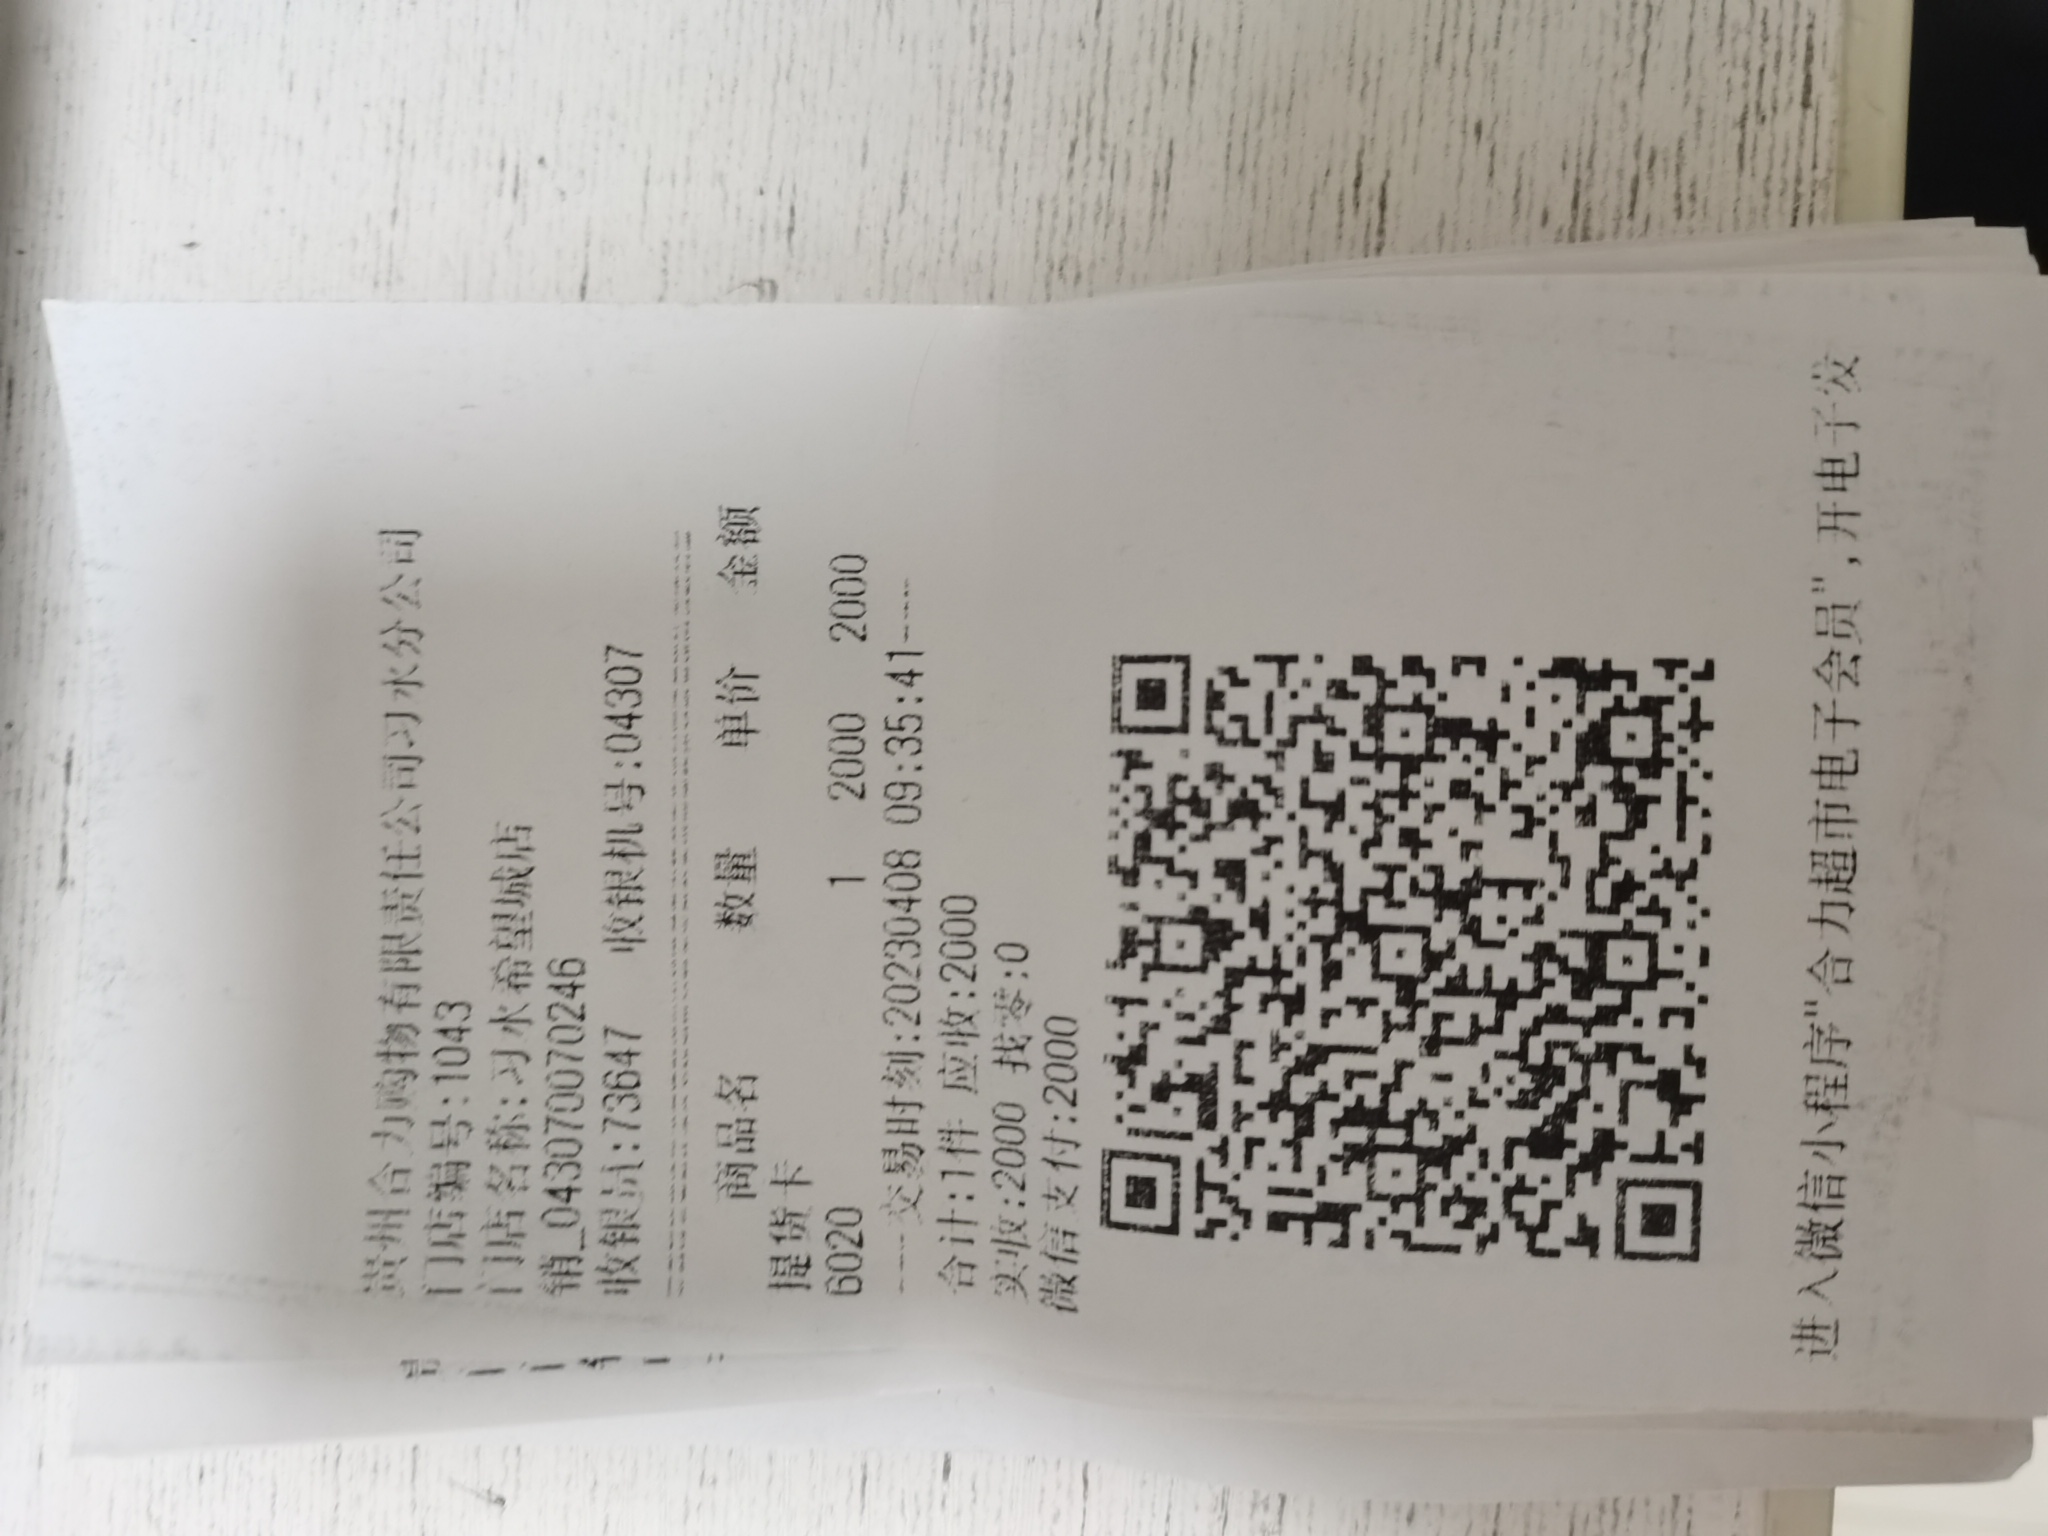 贵州合力购物有限责任公司习水分公司
门店编号:1043
门店名称:习水希望城店
销_043070070246
收银员:73647 收银机号:04307
商品名 数量 单价 金额
提货卡
6020 1 2000 2000
----交易时刻:20230408 09:35:41----
合计:1件 应收:2000
实收:2000 找零:0
微信支付:2000
进入微信小程序"合力超市电子会员",开电子发